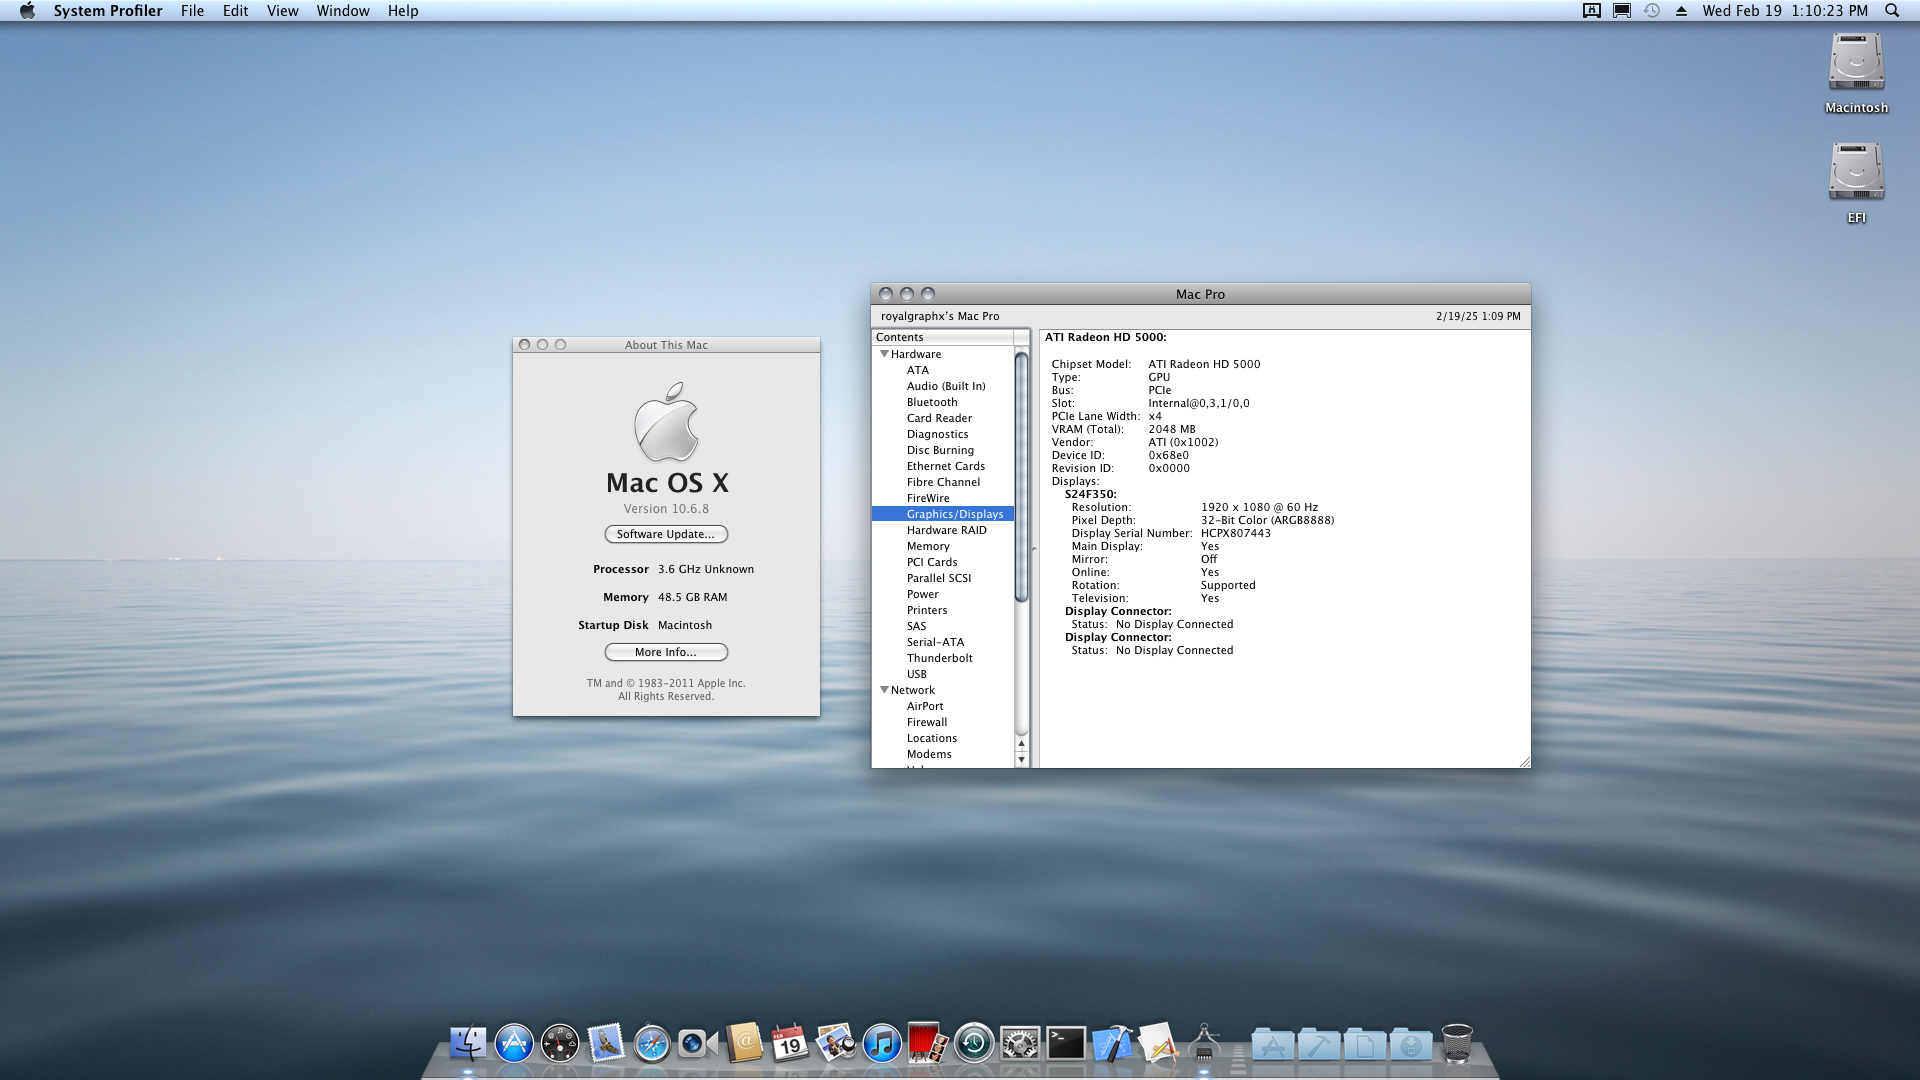 System Profiler File Edit View Window Help
Wed Feb 19 1:10:23 PM
Macintosh
EFI
About This Mac
Mac OS X
Version 10.6.8
Software Update...
Processor 3.6 GHz Unknown
Memory 48.5 GB RAM
Startup Disk Macintosh
More Info...
TM and © 1983-2011 Apple Inc.
All Rights Reserved.
Mac Pro
royalgraphx's Mac Pro
2/19/25 1:09 PM
Contents
Hardware
ATA
Audio (Built In)
Bluetooth
Card Reader
Diagnostics
Disc Burning
Ethernet Cards
Fibre Channel
FireWire
Graphics/Displays
Hardware RAID
Memory
PCI Cards
Parallel SCSI
Power
Printers
SAS
Serial-ATA
Thunderbolt
USB
Network
AirPort
Firewall
Locations
Modems
ATI Radeon HD 5000:
Chipset Model: ATI Radeon HD 5000
Type: GPU
Bus: PCIe
Slot: Internal@0,3,1/0,0
PCIe Lane Width: x4
VRAM (Total): 2048 MB
Vendor: ATI (0x1002)
Device ID: 0x68e0
Revision ID: 0x0000
Displays:
S24F350:
Resolution: 1920 x 1080 @ 60 Hz
Pixel Depth: 32-Bit Color (ARGB8888)
Display Serial Number: HCPX807443
Main Display: Yes
Mirror: Off
Online: Yes
Rotation: Supported
Television: Yes
Display Connector:
Status: No Display Connected
Display Connector:
Status: No Display Connected
FEB
19